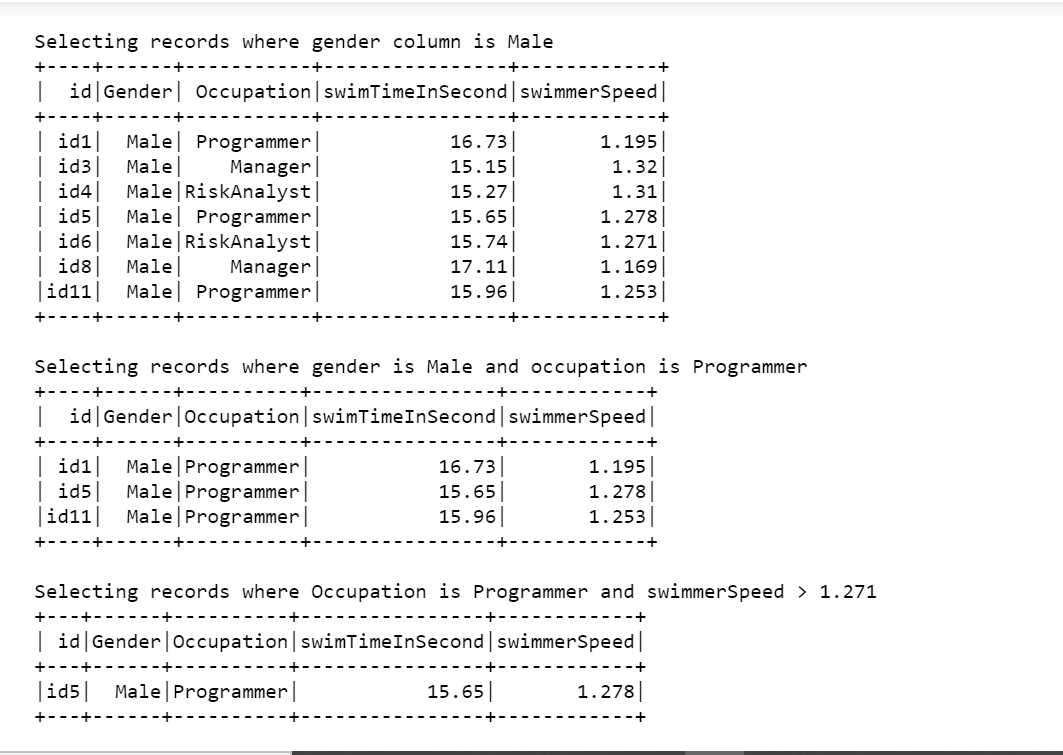 Selecting records where gender column is Male
+----+------+-----------+----------------+------------+
|  id|Gender| Occupation|swimTimeInSecond|swimmerSpeed|
+----+------+-----------+----------------+------------+
| id1|  Male| Programmer|           16.73|       1.195|
| id3|  Male|    Manager|           15.15|        1.32|
| id4|  Male|RiskAnalyst|           15.27|        1.31|
| id5|  Male| Programmer|           15.65|       1.278|
| id6|  Male|RiskAnalyst|           15.74|       1.271|
| id8|  Male|    Manager|           17.11|       1.169|
|id11|  Male| Programmer|           15.96|       1.253|
+----+------+-----------+----------------+------------+
Selecting records where gender is Male and occupation is Programmer
+----+------+----------+----------------+------------+
|  id|Gender|Occupation|swimTimeInSecond|swimmerSpeed|
+----+------+----------+----------------+------------+
| id1|  Male|Programmer|           16.73|       1.195|
| id5|  Male|Programmer|           15.65|       1.278|
|id11|  Male|Programmer|           15.96|       1.253|
+----+------+----------+----------------+------------+
Selecting records where Occupation is Programmer and swimmerSpeed > 1.271
+---+------+----------+----------------+------------+
| id|Gender|Occupation|swimTimeInSecond|swimmerSpeed|
+---+------+----------+----------------+------------+
|id5|  Male|Programmer|           15.65|       1.278|
+---+------+----------+----------------+------------+